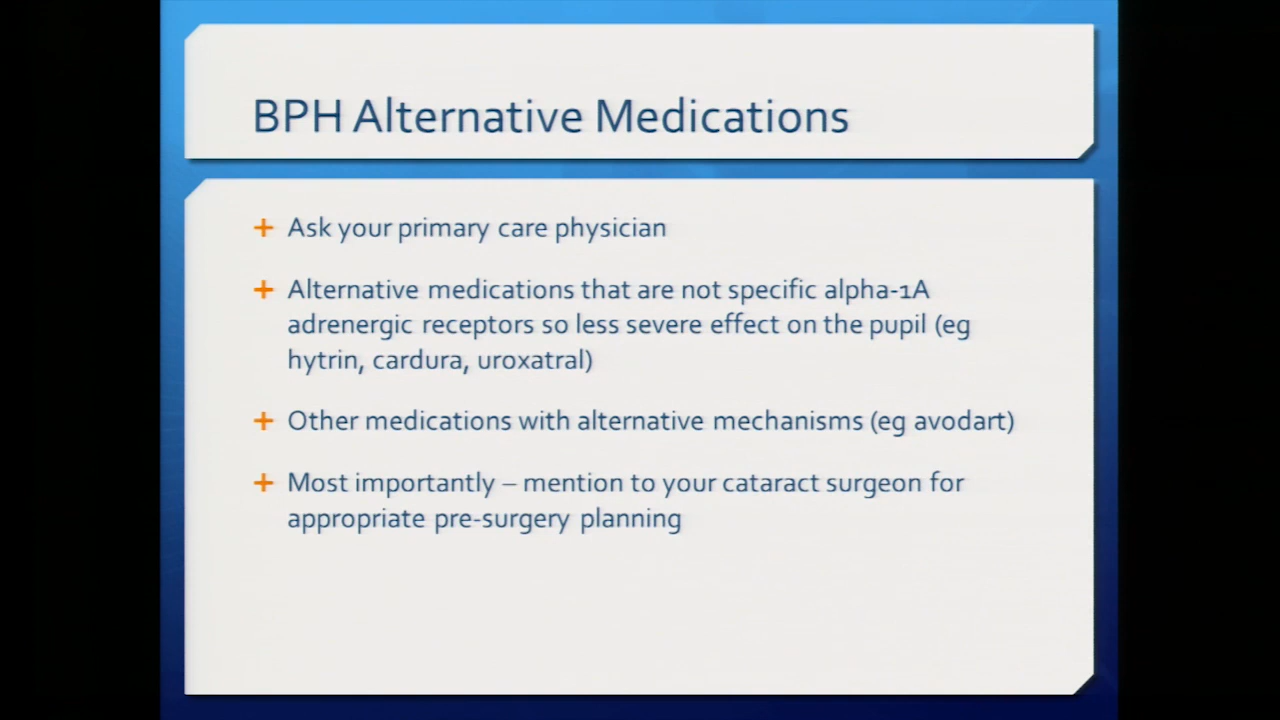 BPH Alternative Medications
Ask your primary care physician
Alternative medications that are not specific alpha-1A
adrenergic receptors so less severe effect on the pupil (eg
hytrin, cardura, uroxatral)
Other medications with alternative mechanisms (eg avodart)
Most importantly – mention to your cataract surgeon for
appropriate pre-surgery planning